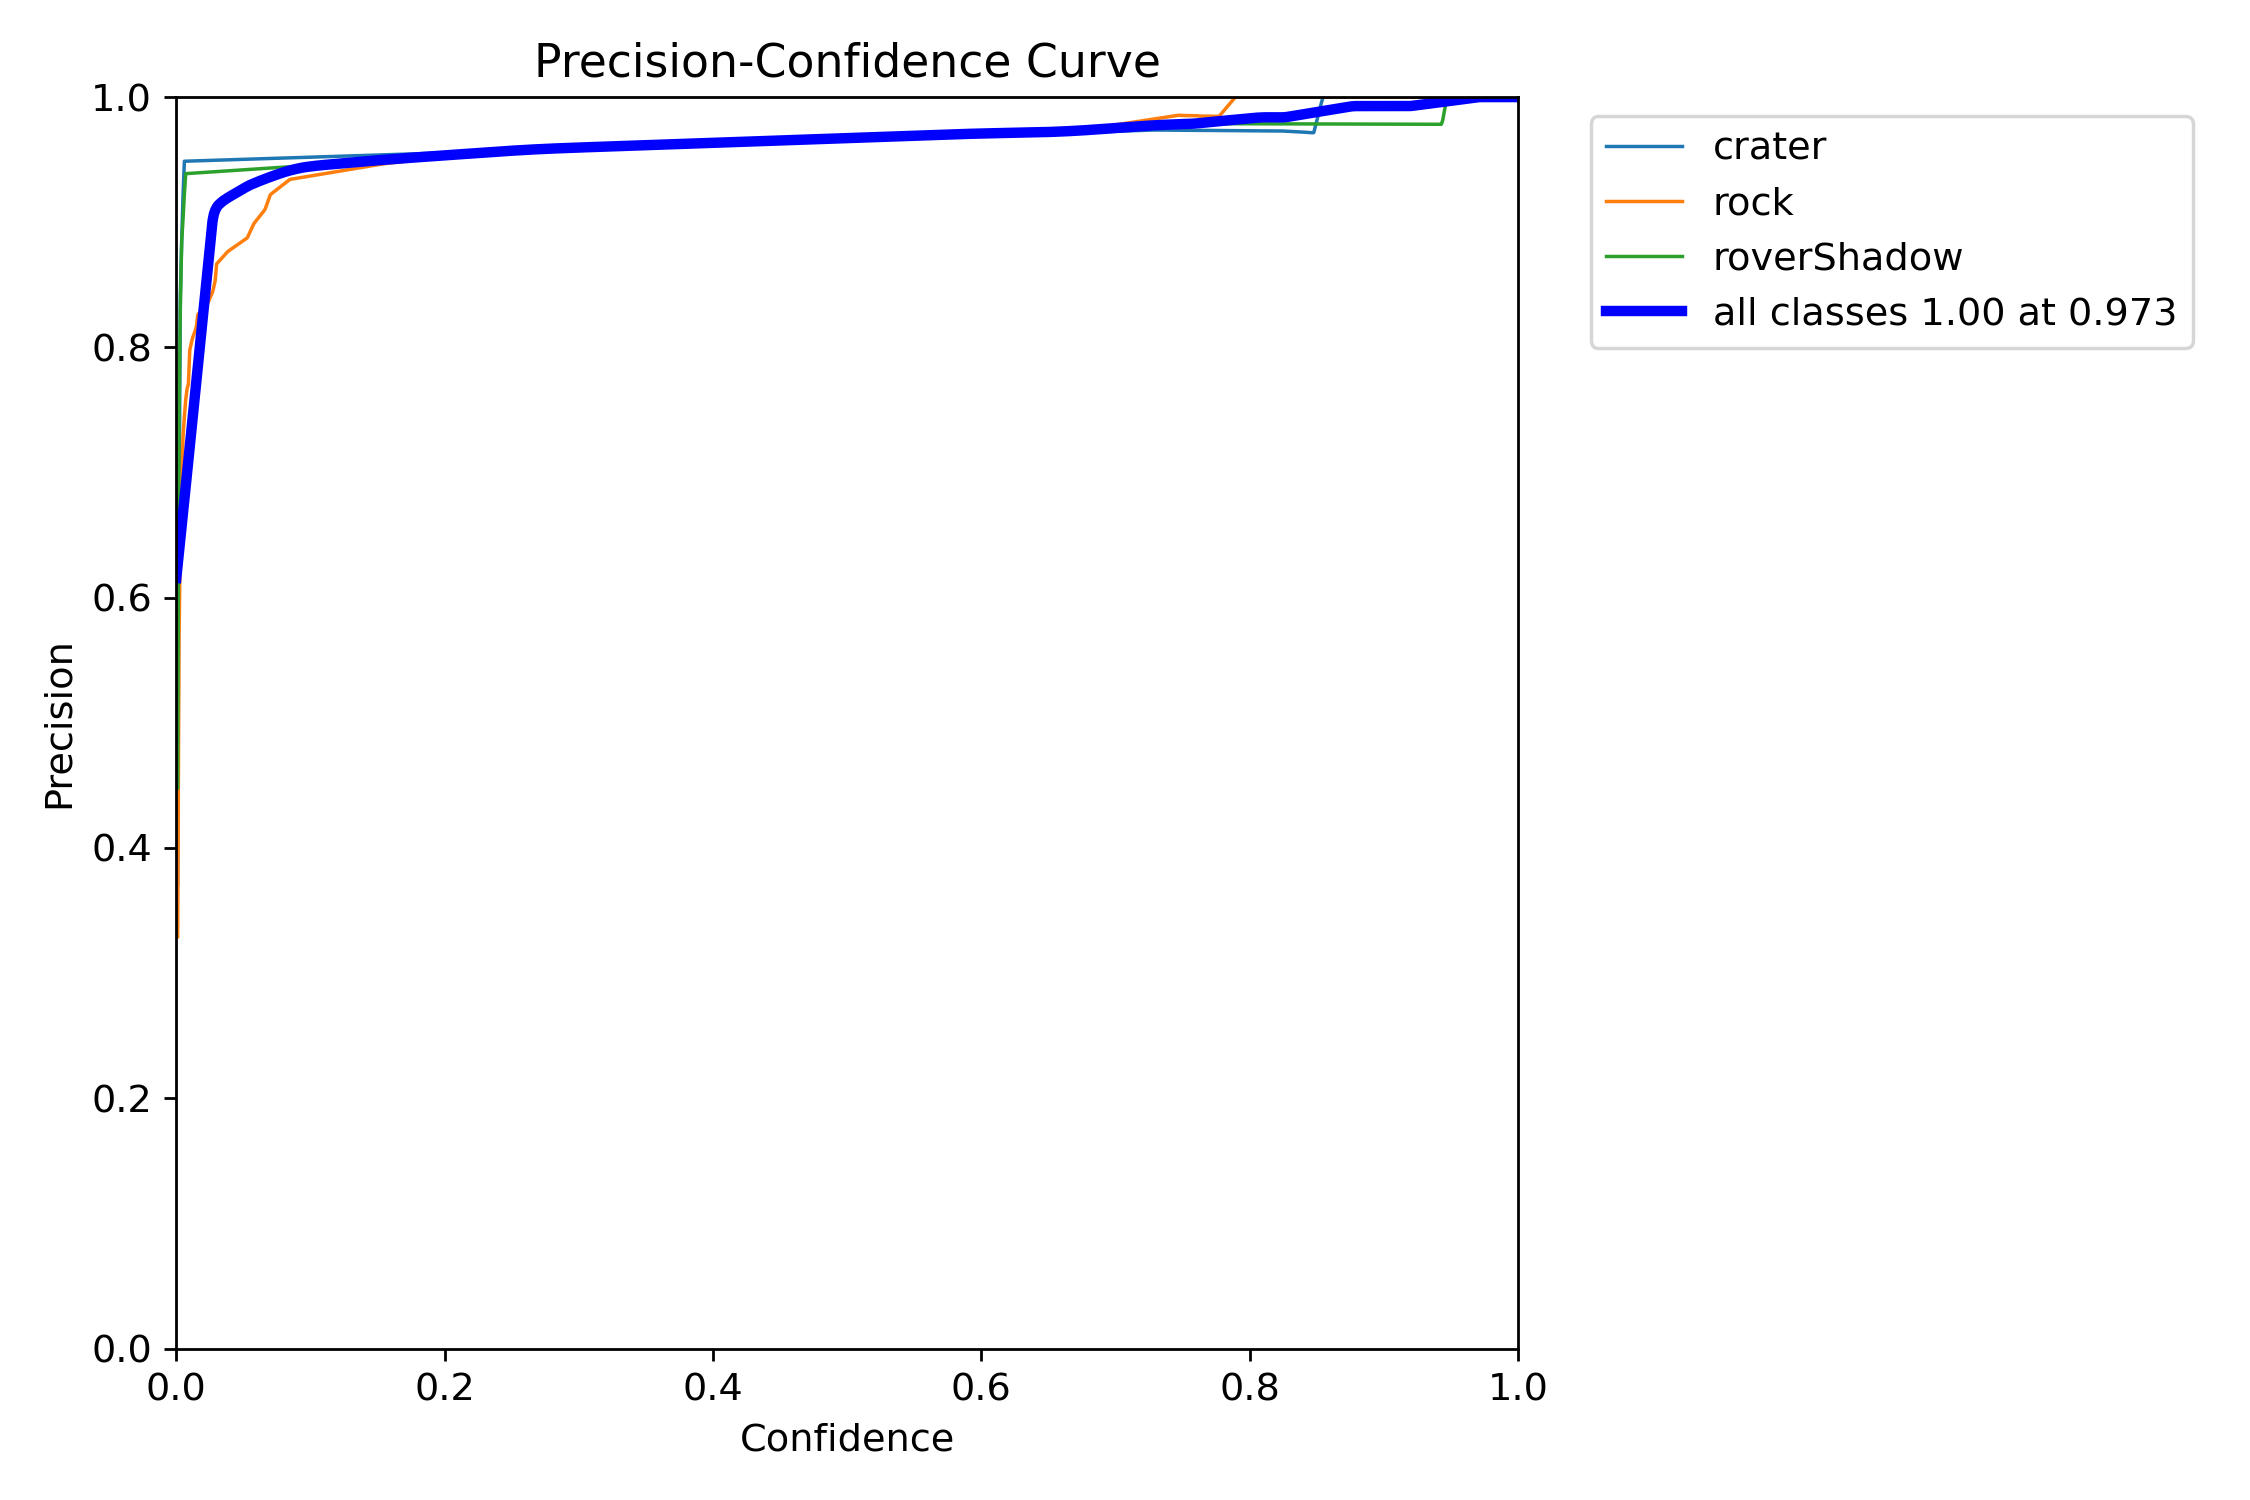 Precision-Confidence Curve
1.0
0.8
0.6
0.4
0.2
0.0
Precision
0.0 0.2 0.4 0.6 0.8 1.0
Confidence
crater
rock
roverShadow
all classes 1.00 at 0.973